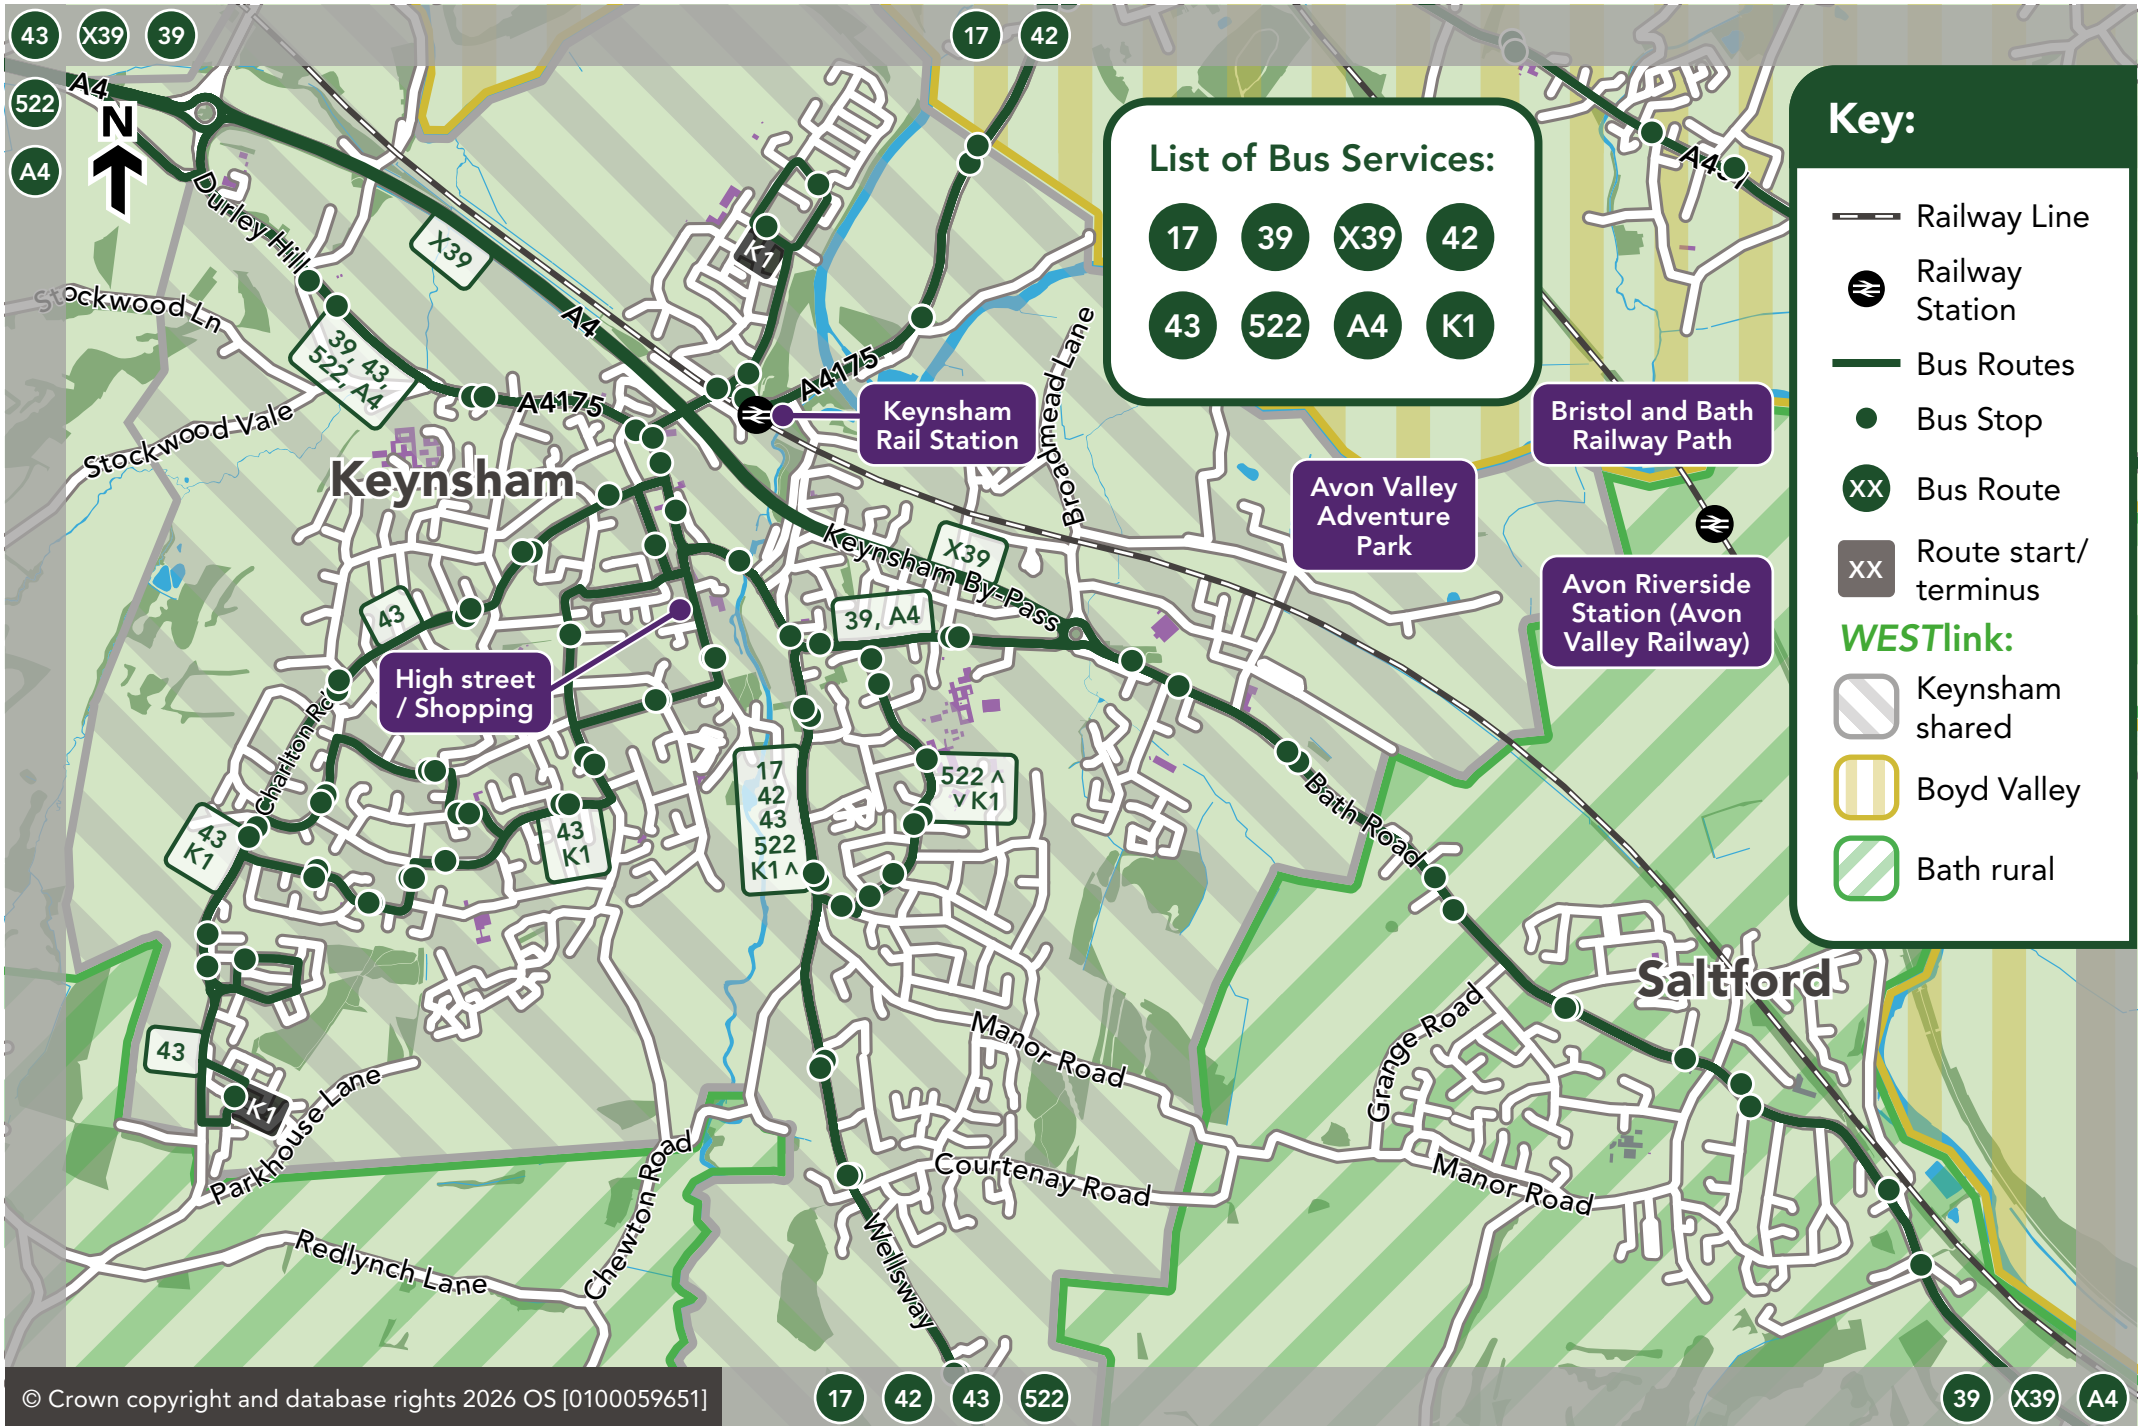 43 X39 39
17 42
522
A4
A4
N
Durley Hill
X39
A4
K1
Stockwood Ln
39, 43,
522, A4
Stockwood Vale
A4175
A4175
Keynsham
Keynsham
Rail Station
Broadmead Lane
List of Bus Services:
17 39 X39 42
43 522 A4 K1
Bristol and Bath
Railway Path
Avon Valley
Adventure
Park
Avon Riverside
Station (Avon
Valley Railway)
Keynsham By-Pass
X39
39, A4
43
High street
/ Shopping
Charlton Rd
43
K1
43
K1
17
42
43
522
K1 ^
522 ^
v K1
Bath Road
Saltford
43
K1
Parkhouse Lane
Manor Road
Grange Road
Courtenay Road
Manor Road
Chewton Road
Redlynch Lane
Wellsway
Key:
Railway Line
Railway
Station
Bus Routes
Bus Stop
XX Bus Route
XX Route start/
terminus
WESTlink:
Keynsham
shared
Boyd Valley
Bath rural
© Crown copyright and database rights 2026 OS [0100059651]
17 42 43 522
39 X39 A4